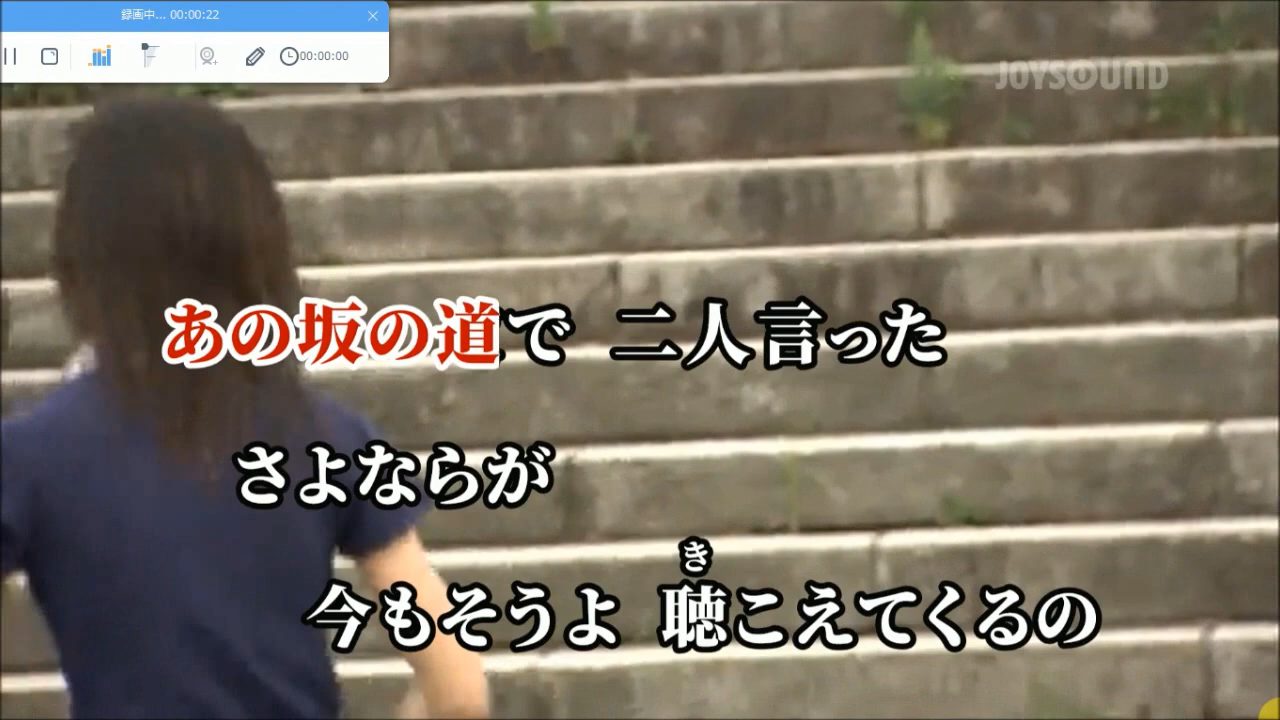 録画中... 00:00:22
00:00:00
JOYSOUND
あの坂の道で 二人言った
さよならが
き
今もそうよ 聴こえてくるの